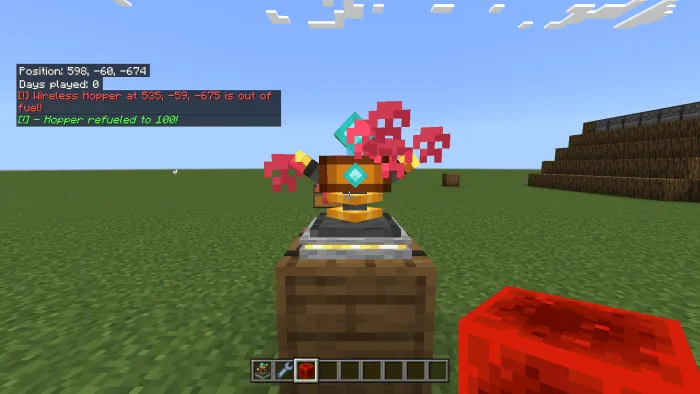 Position: 598, -60, -674
Days played: 0
[!] Wireless Hopper at 535, -59, -675 is out of
fuel!
[!] - Hopper refueled to 100!